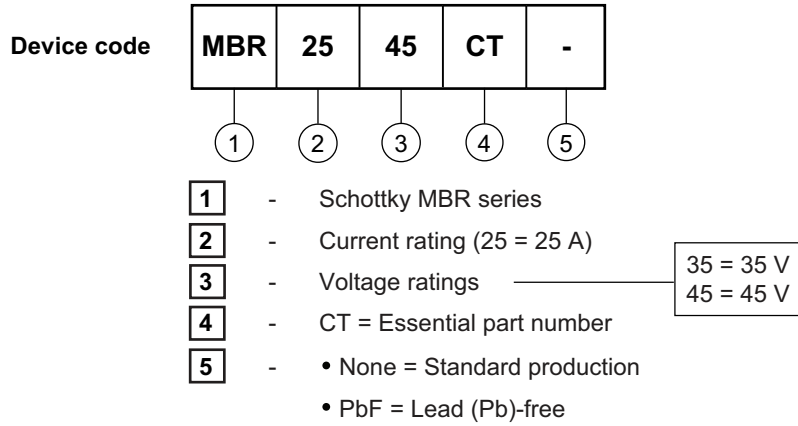 Device code MBR 25 45 CT -
1 2 3 4 5
1 - Schottky MBR series
2 - Current rating (25 = 25 A)
3 - Voltage ratings 35 = 35 V
45 = 45 V
4 - CT = Essential part number
5 - • None = Standard production
• PbF = Lead (Pb)-free